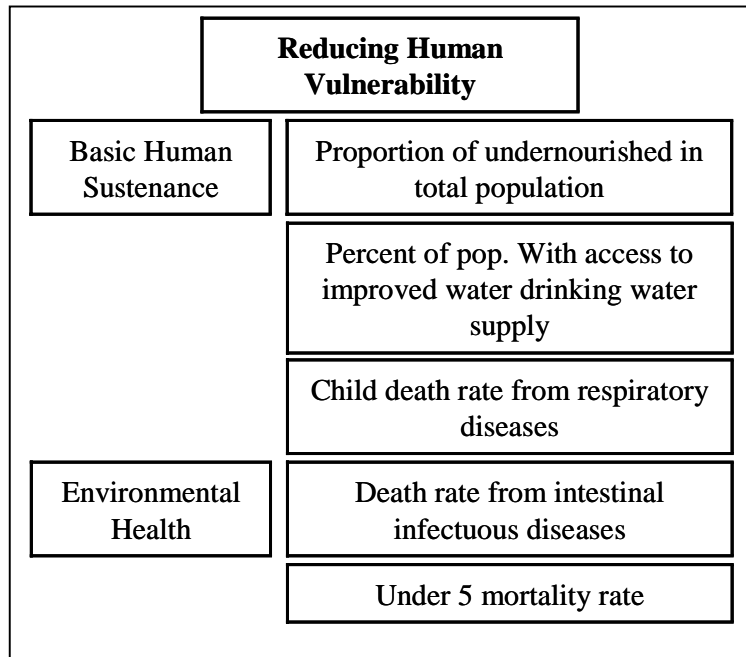 Reducing Human
Vulnerability
Basic Human
Sustenance
Proportion of undernourished in
total population
Percent of pop. With access to
improved water drinking water
supply
Child death rate from respiratory
diseases
Environmental
Health
Death rate from intestinal
infectuous diseases
Under 5 mortality rate